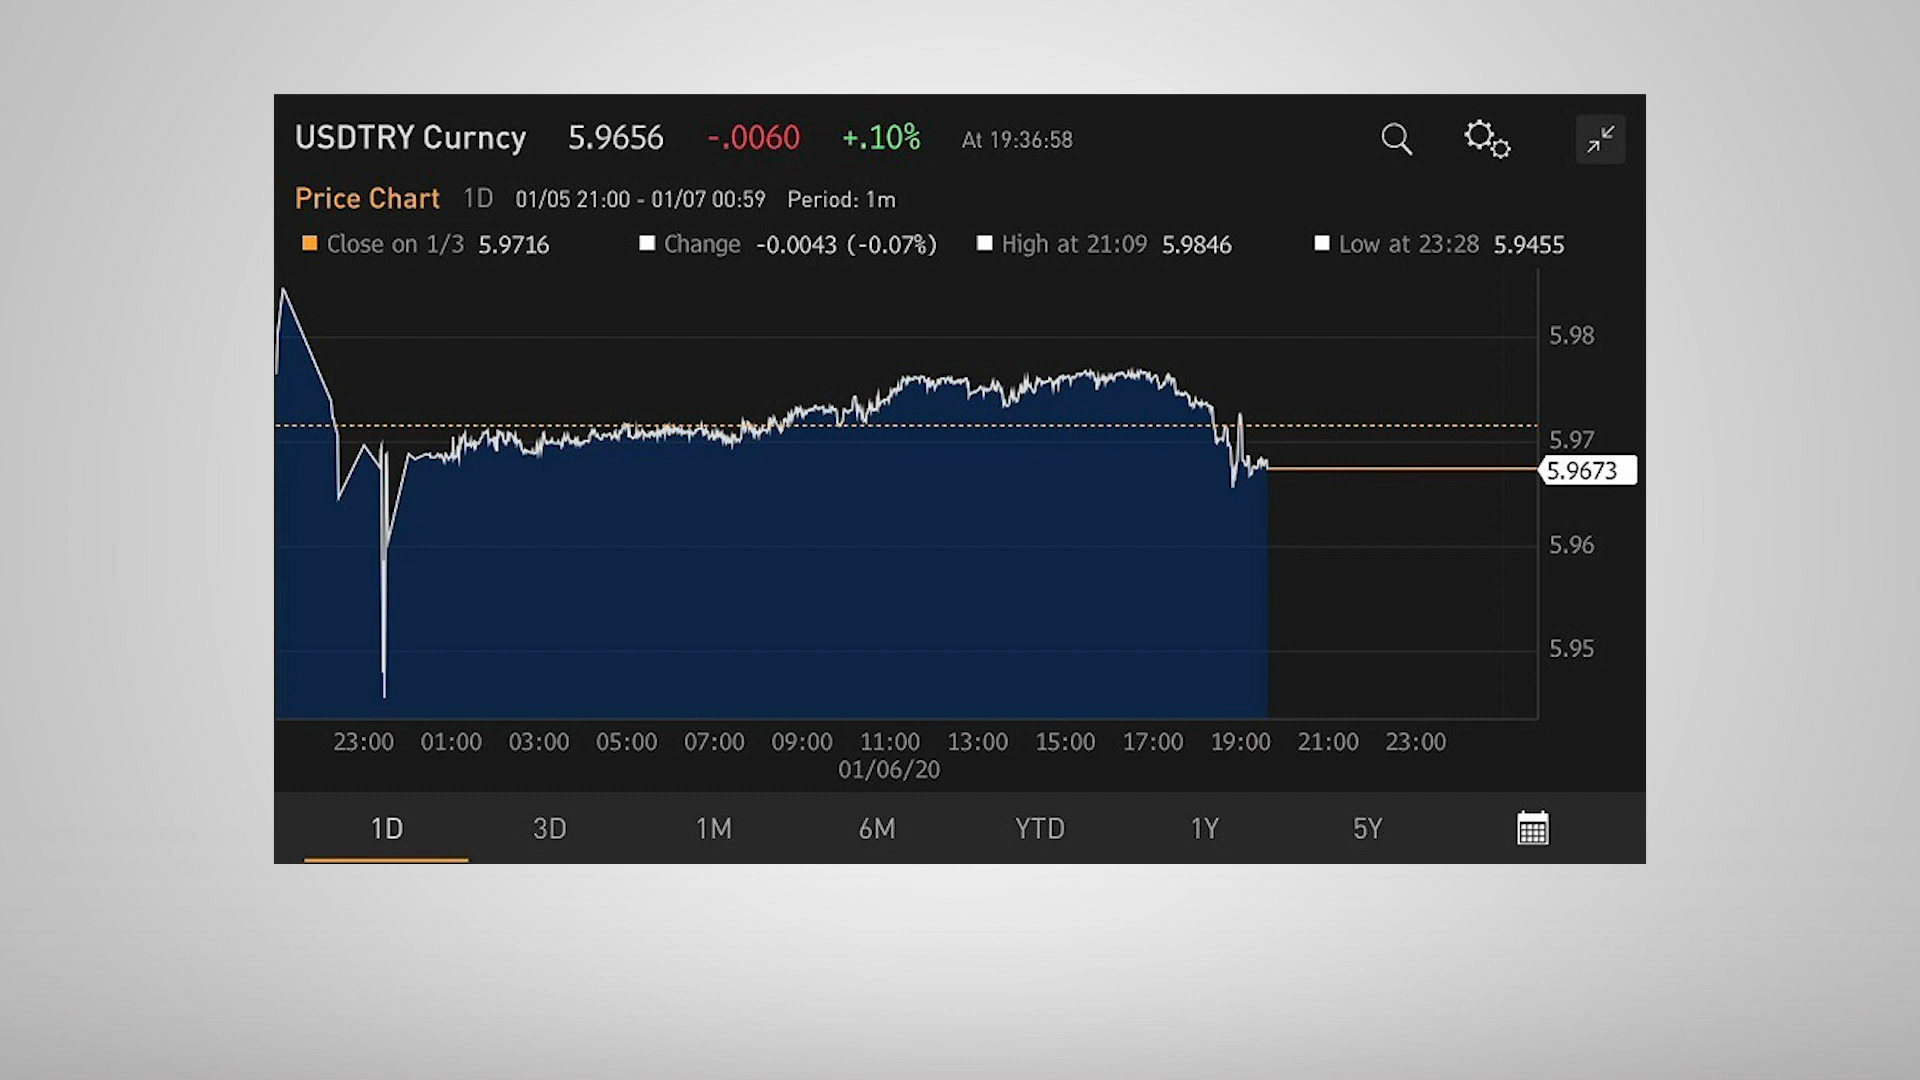 USDTRY Curncy 5.9656 -.0060 +.10% At 19:36:58
Price Chart 1D 01/05 21:00 - 01/07 00:59 Period: 1m
Close on 1/3 5.9716 Change -0.0043 (-0.07%) High at 21:09 5.9846 Low at 23:28 5.9455
5.98
5.97
5.9673
5.96
5.95
23:00 01:00 03:00 05:00 07:00 09:00 11:00 13:00 15:00 17:00 19:00 21:00 23:00
01/06/20
1D 3D 1M 6M YTD 1Y 5Y